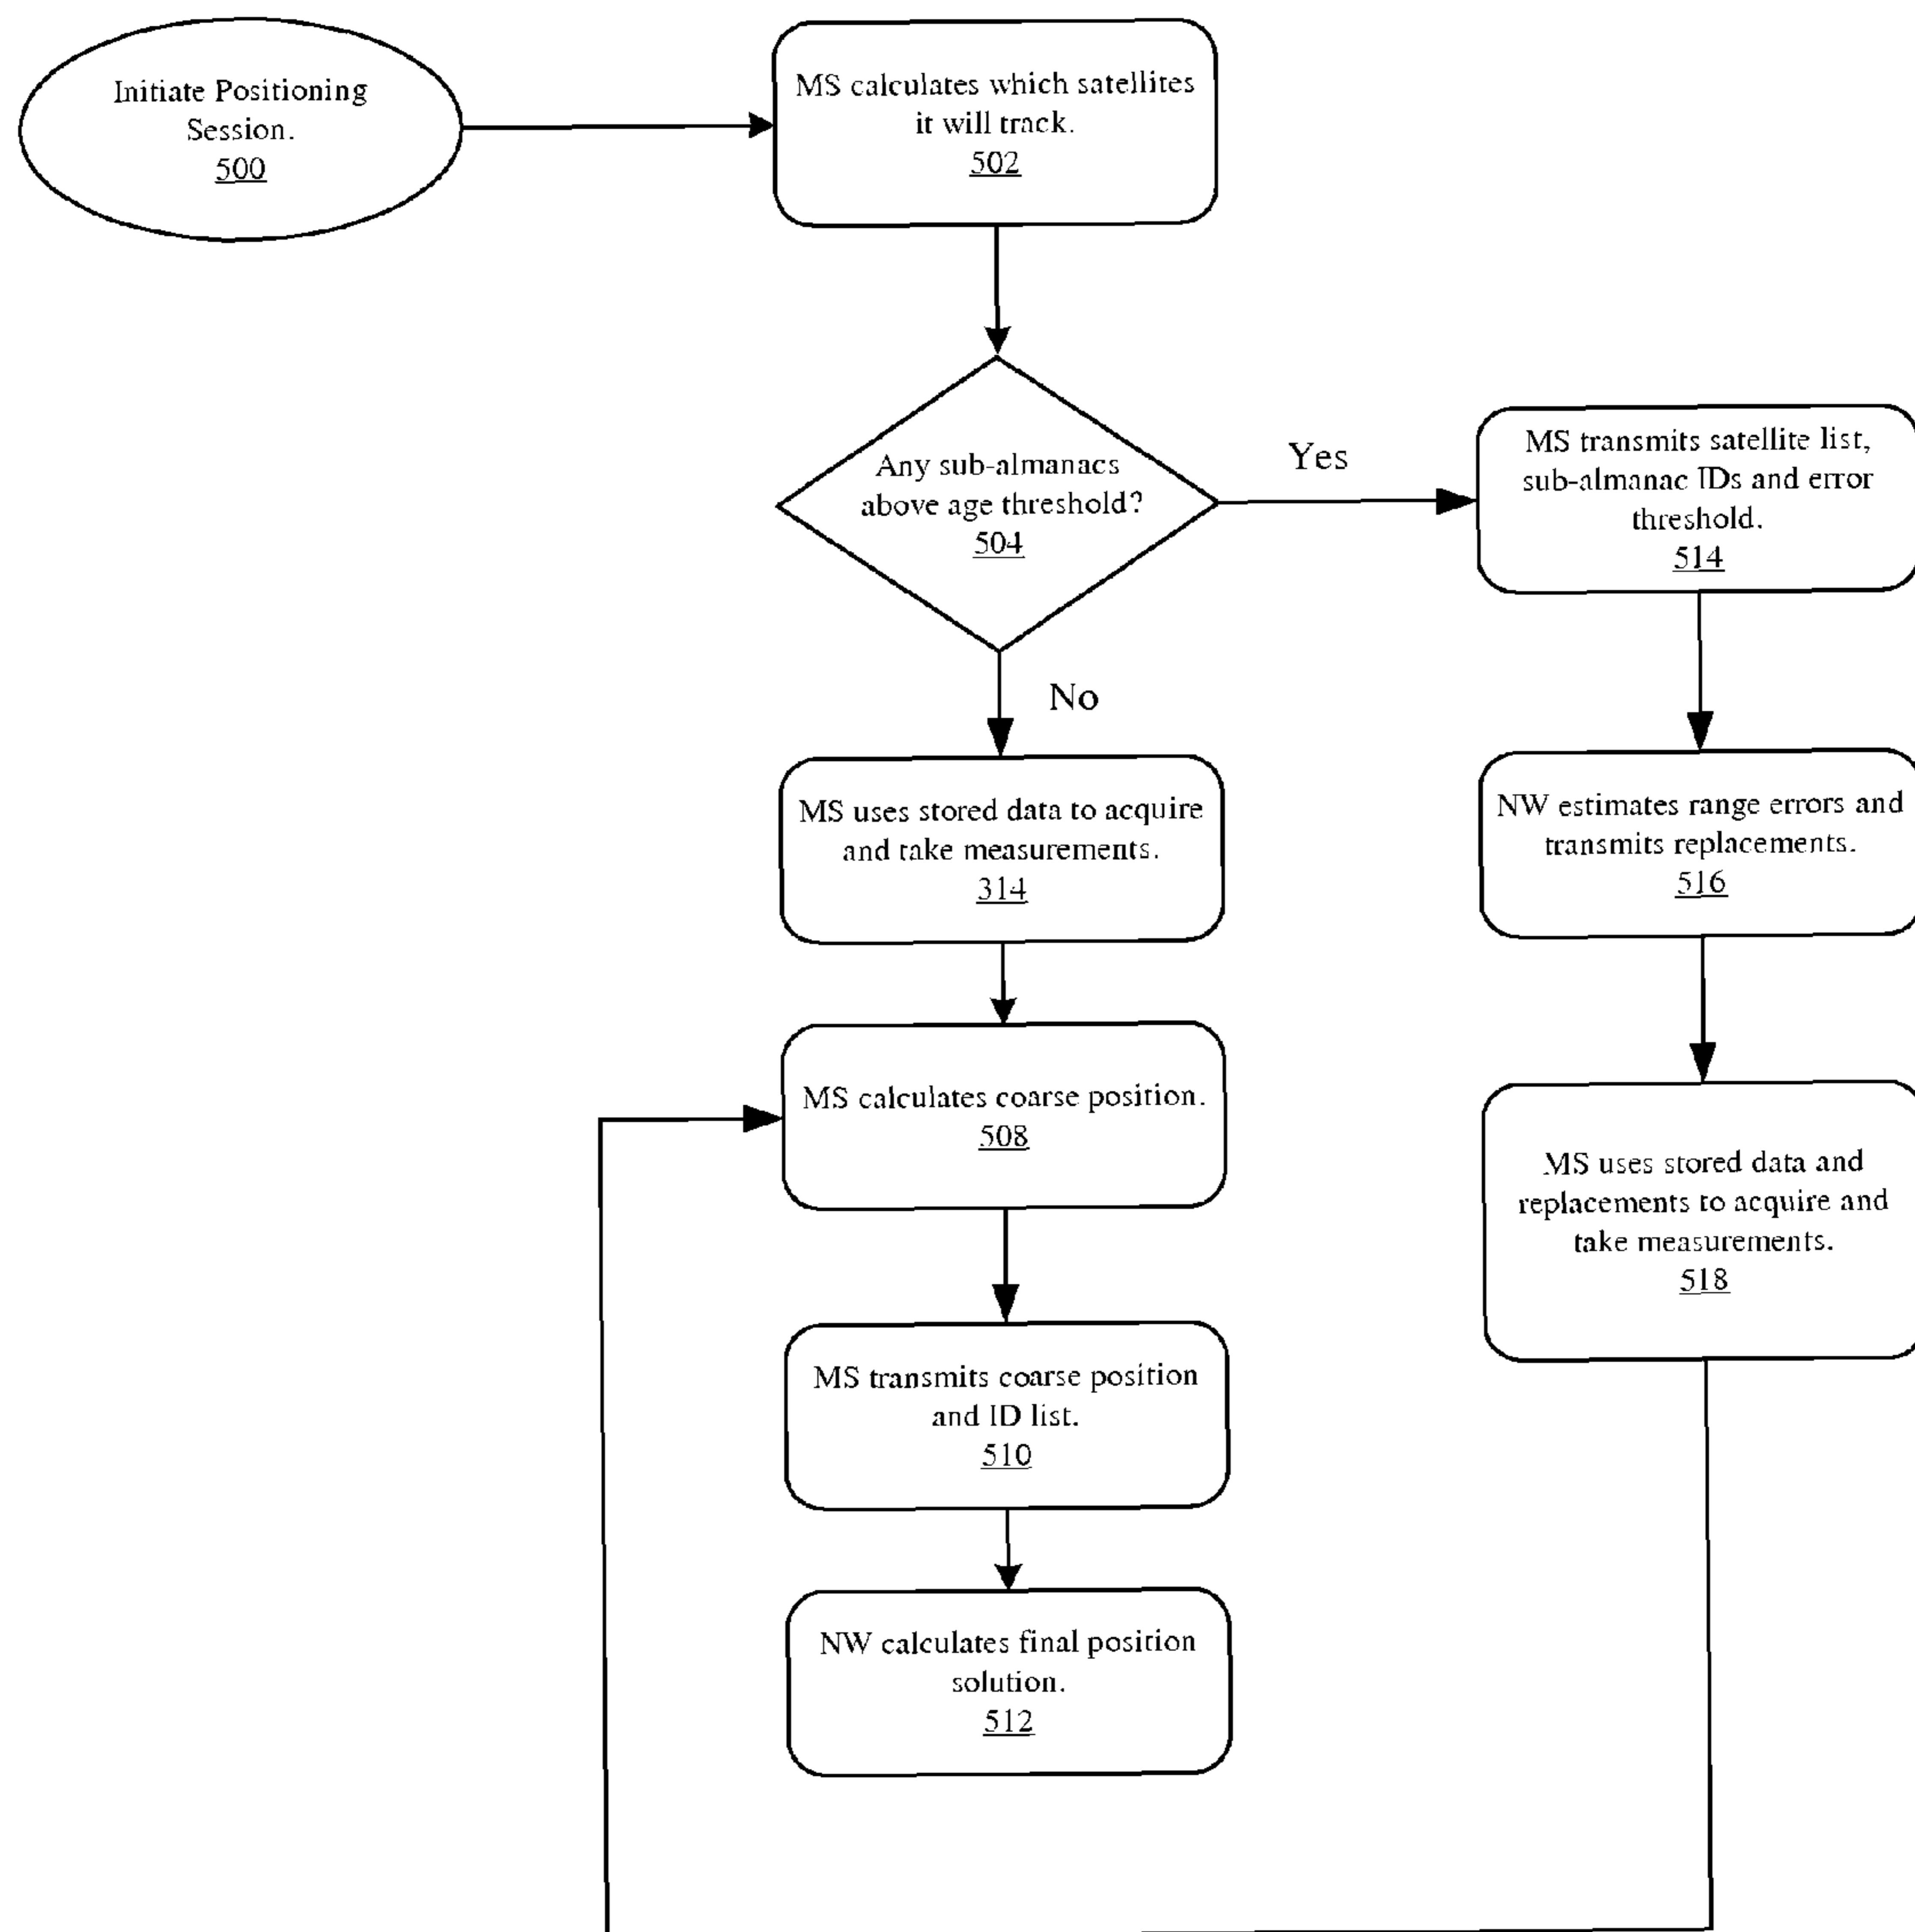 Initiate Positioning
Session.
500
MS calculates which satellites
it will track.
502
Any sub-almanacs
above age threshold?
504
Yes
MS transmits satellite list,
sub-almanac IDs and error
threshold.
514
No
MS uses stored data to acquire
and take measurements.
314
NW estimates range errors and
transmits replacements.
516
MS calculates coarse position.
508
MS uses stored data and
replacements to acquire and
take measurements.
518
MS transmits coarse position
and ID list.
510
NW calculates final position
solution.
512